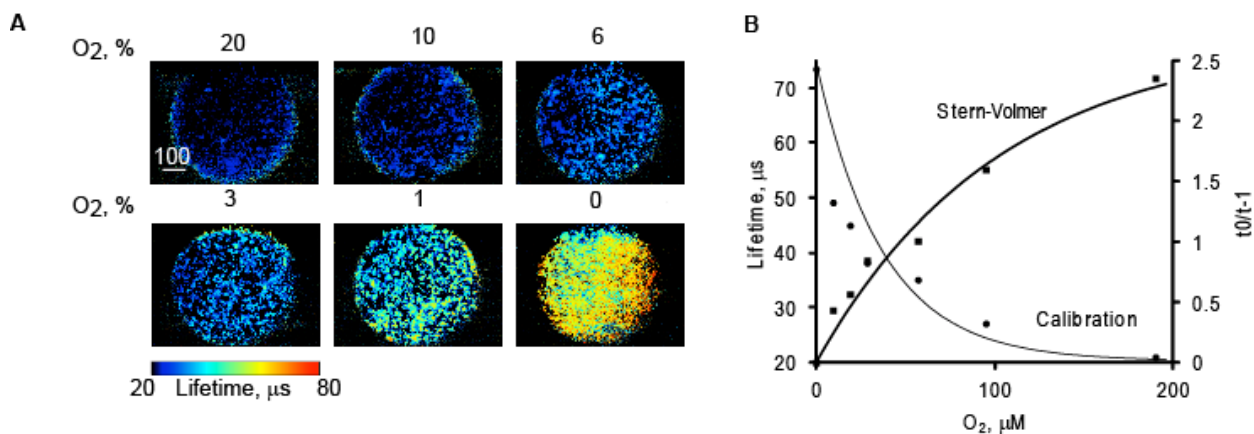 A
O2, % 20 10 6
100
O2, % 3 1 0
20 Lifetime, µs 80
B
Lifetime, µs
70
60
50
40
30
20
Stern-Volmer
Calibration
2.5
2
1.5
1
0.5
0
t0/t-1
0 100 200
O2, µM